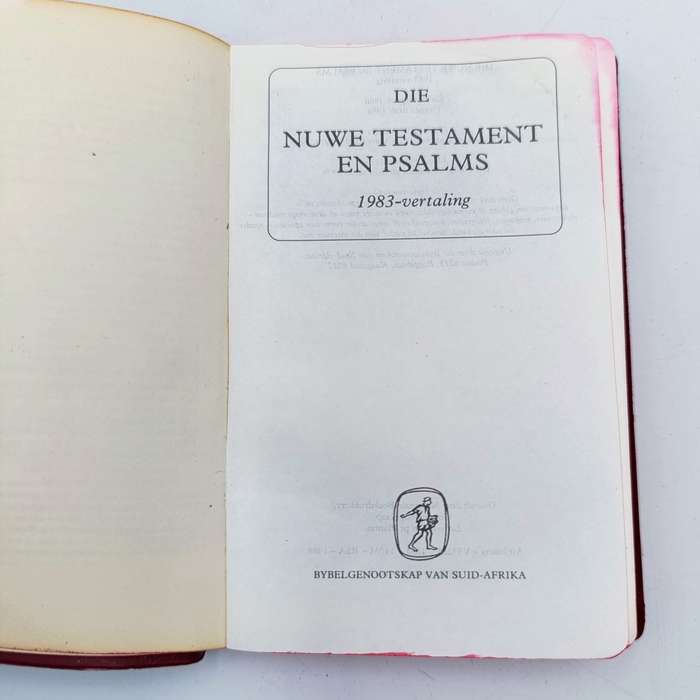 DIE
NUWE TESTAMENT
EN PSALMS
1983-vertaling
BYBELGENOOTSKAP VAN SUID-AFRIKA